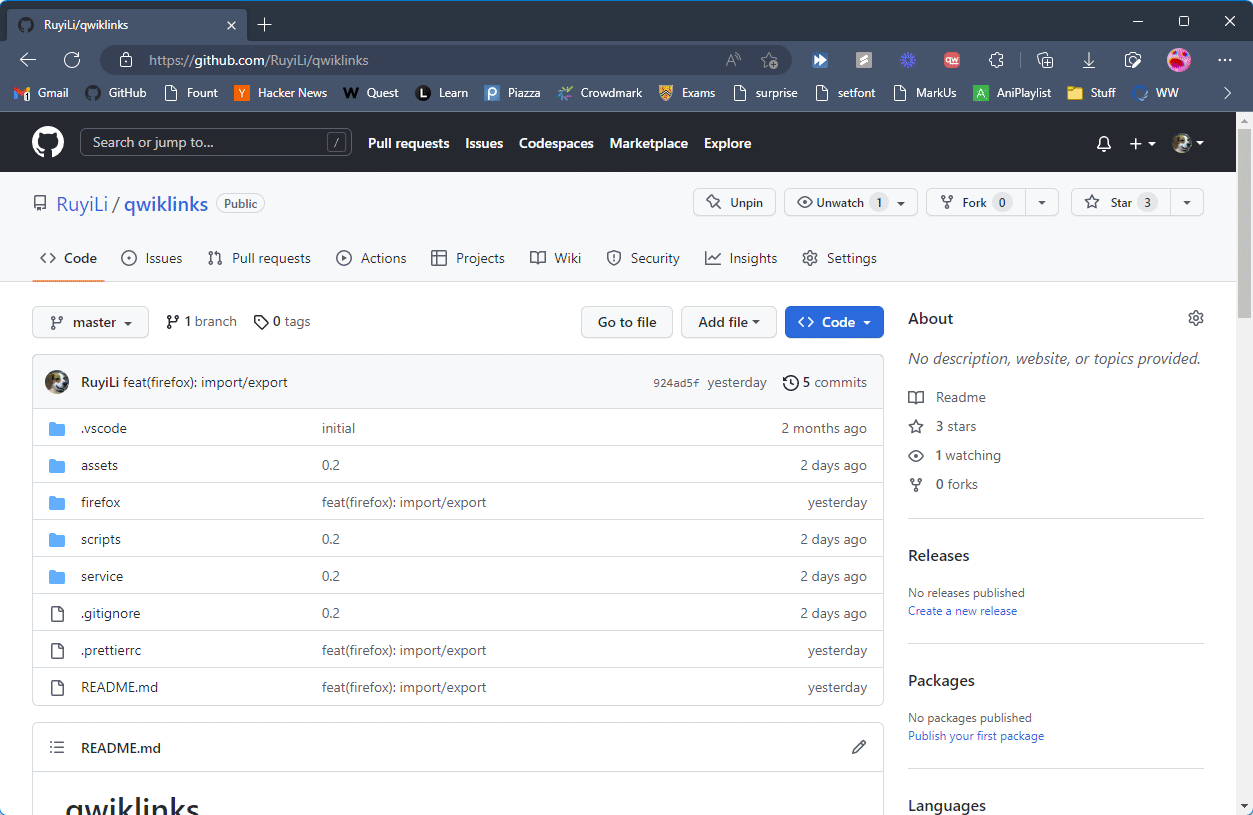 RuyiLi/qwiklinks
https://github.com/RuyiLi/qwiklinks
Gmail GitHub Fount Hacker News Quest Learn Piazza Crowdmark Exams surprise setfont MarkUs AniPlaylist Stuff WW
Search or jump to... / Pull requests Issues Codespaces Marketplace Explore
RuyiLi / qwiklinks Public Unpin Unwatch 1 Fork 0 Star 3
Code Issues Pull requests Actions Projects Wiki Security Insights Settings
master 1 branch 0 tags Go to file Add file Code
RuyiLi feat(firefox): import/export 924ad5f yesterday 5 commits
.vscode initial 2 months ago
assets 0.2 2 days ago
firefox feat(firefox): import/export yesterday
scripts 0.2 2 days ago
service 0.2 2 days ago
.gitignore 0.2 2 days ago
.prettierrc feat(firefox): import/export yesterday
README.md feat(firefox): import/export yesterday
README.md
qwiklinks
About
No description, website, or topics provided.
Readme
3 stars
1 watching
0 forks
Releases
No releases published
Create a new release
Packages
No packages published
Publish your first package
Languages